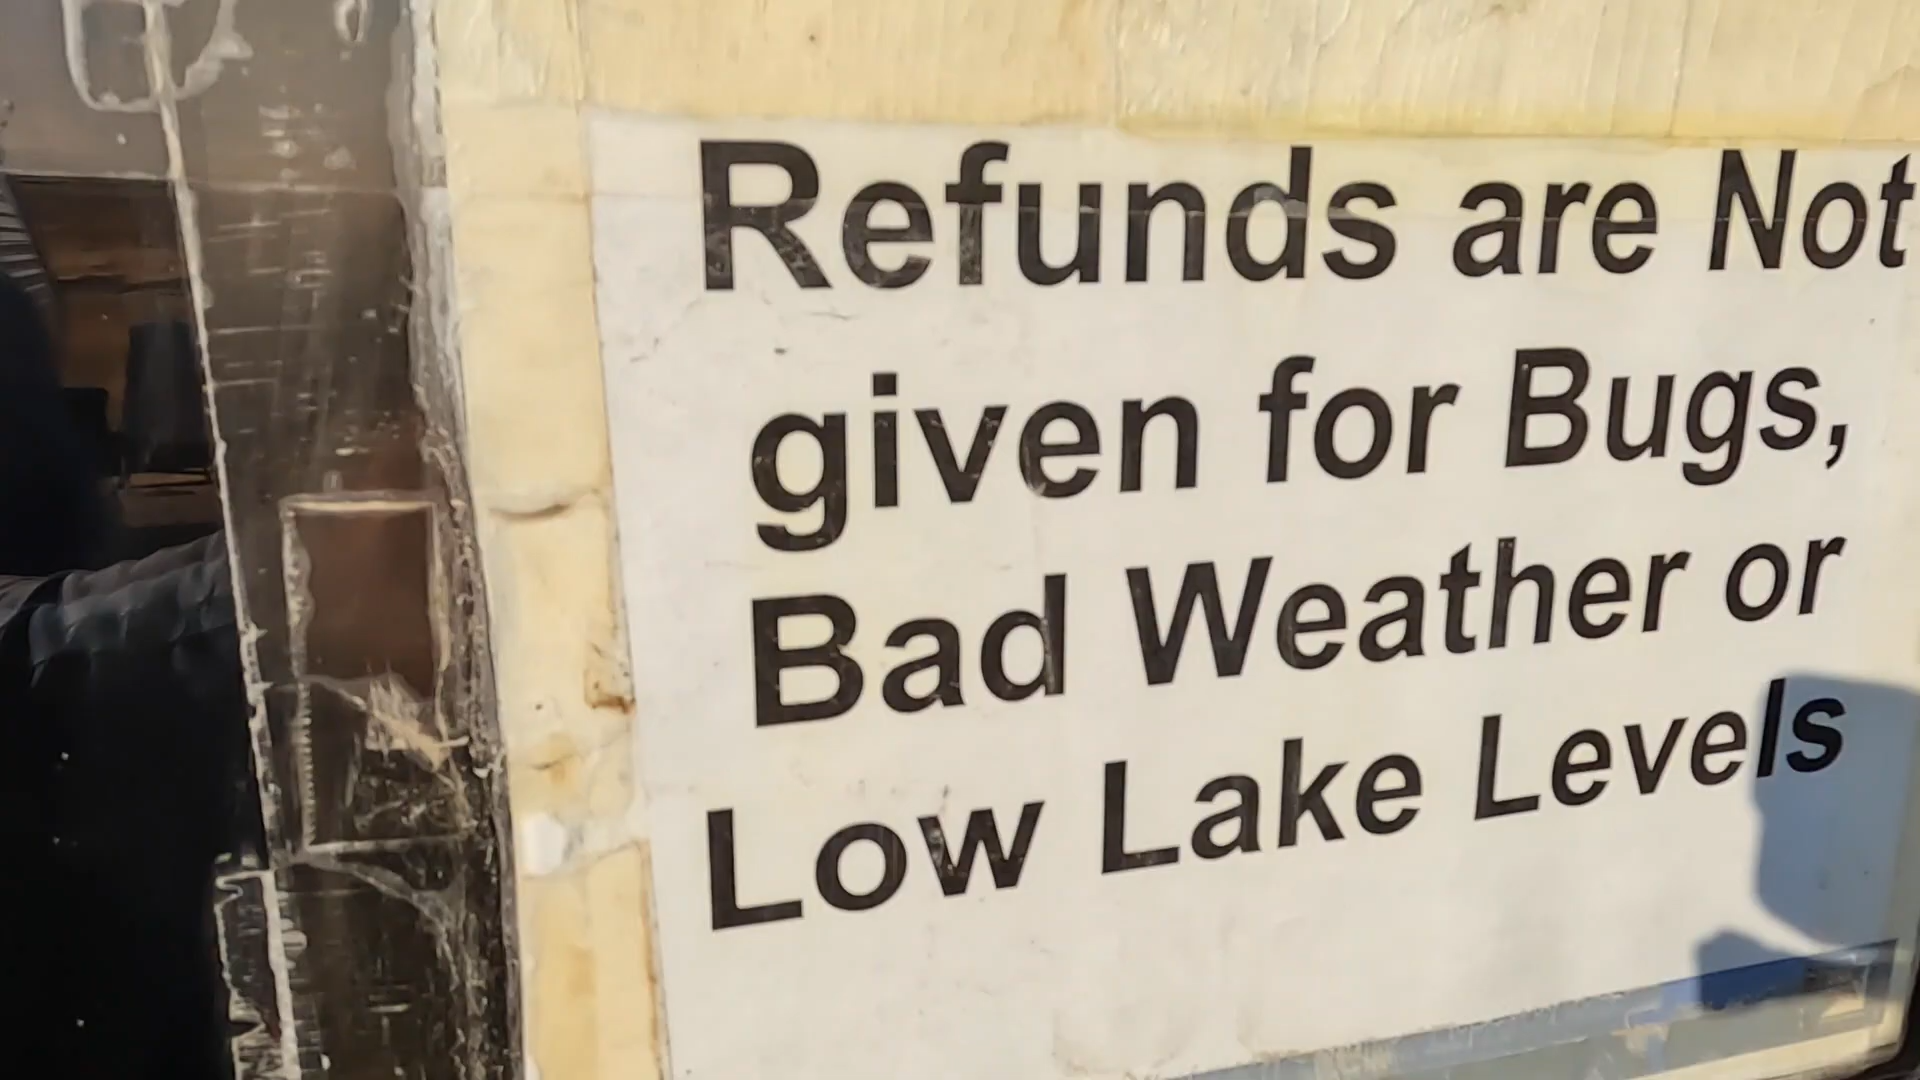 Refunds are Not
given for Bugs,
Bad Weather or
Low Lake Levels